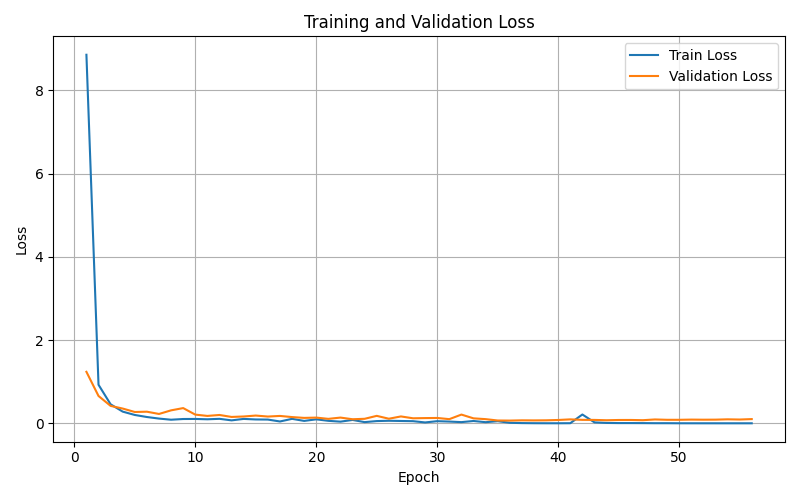 Training and Validation Loss
Train Loss
Validation Loss
8
6
4
2
0
Loss
0 10 20 30 40 50
Epoch